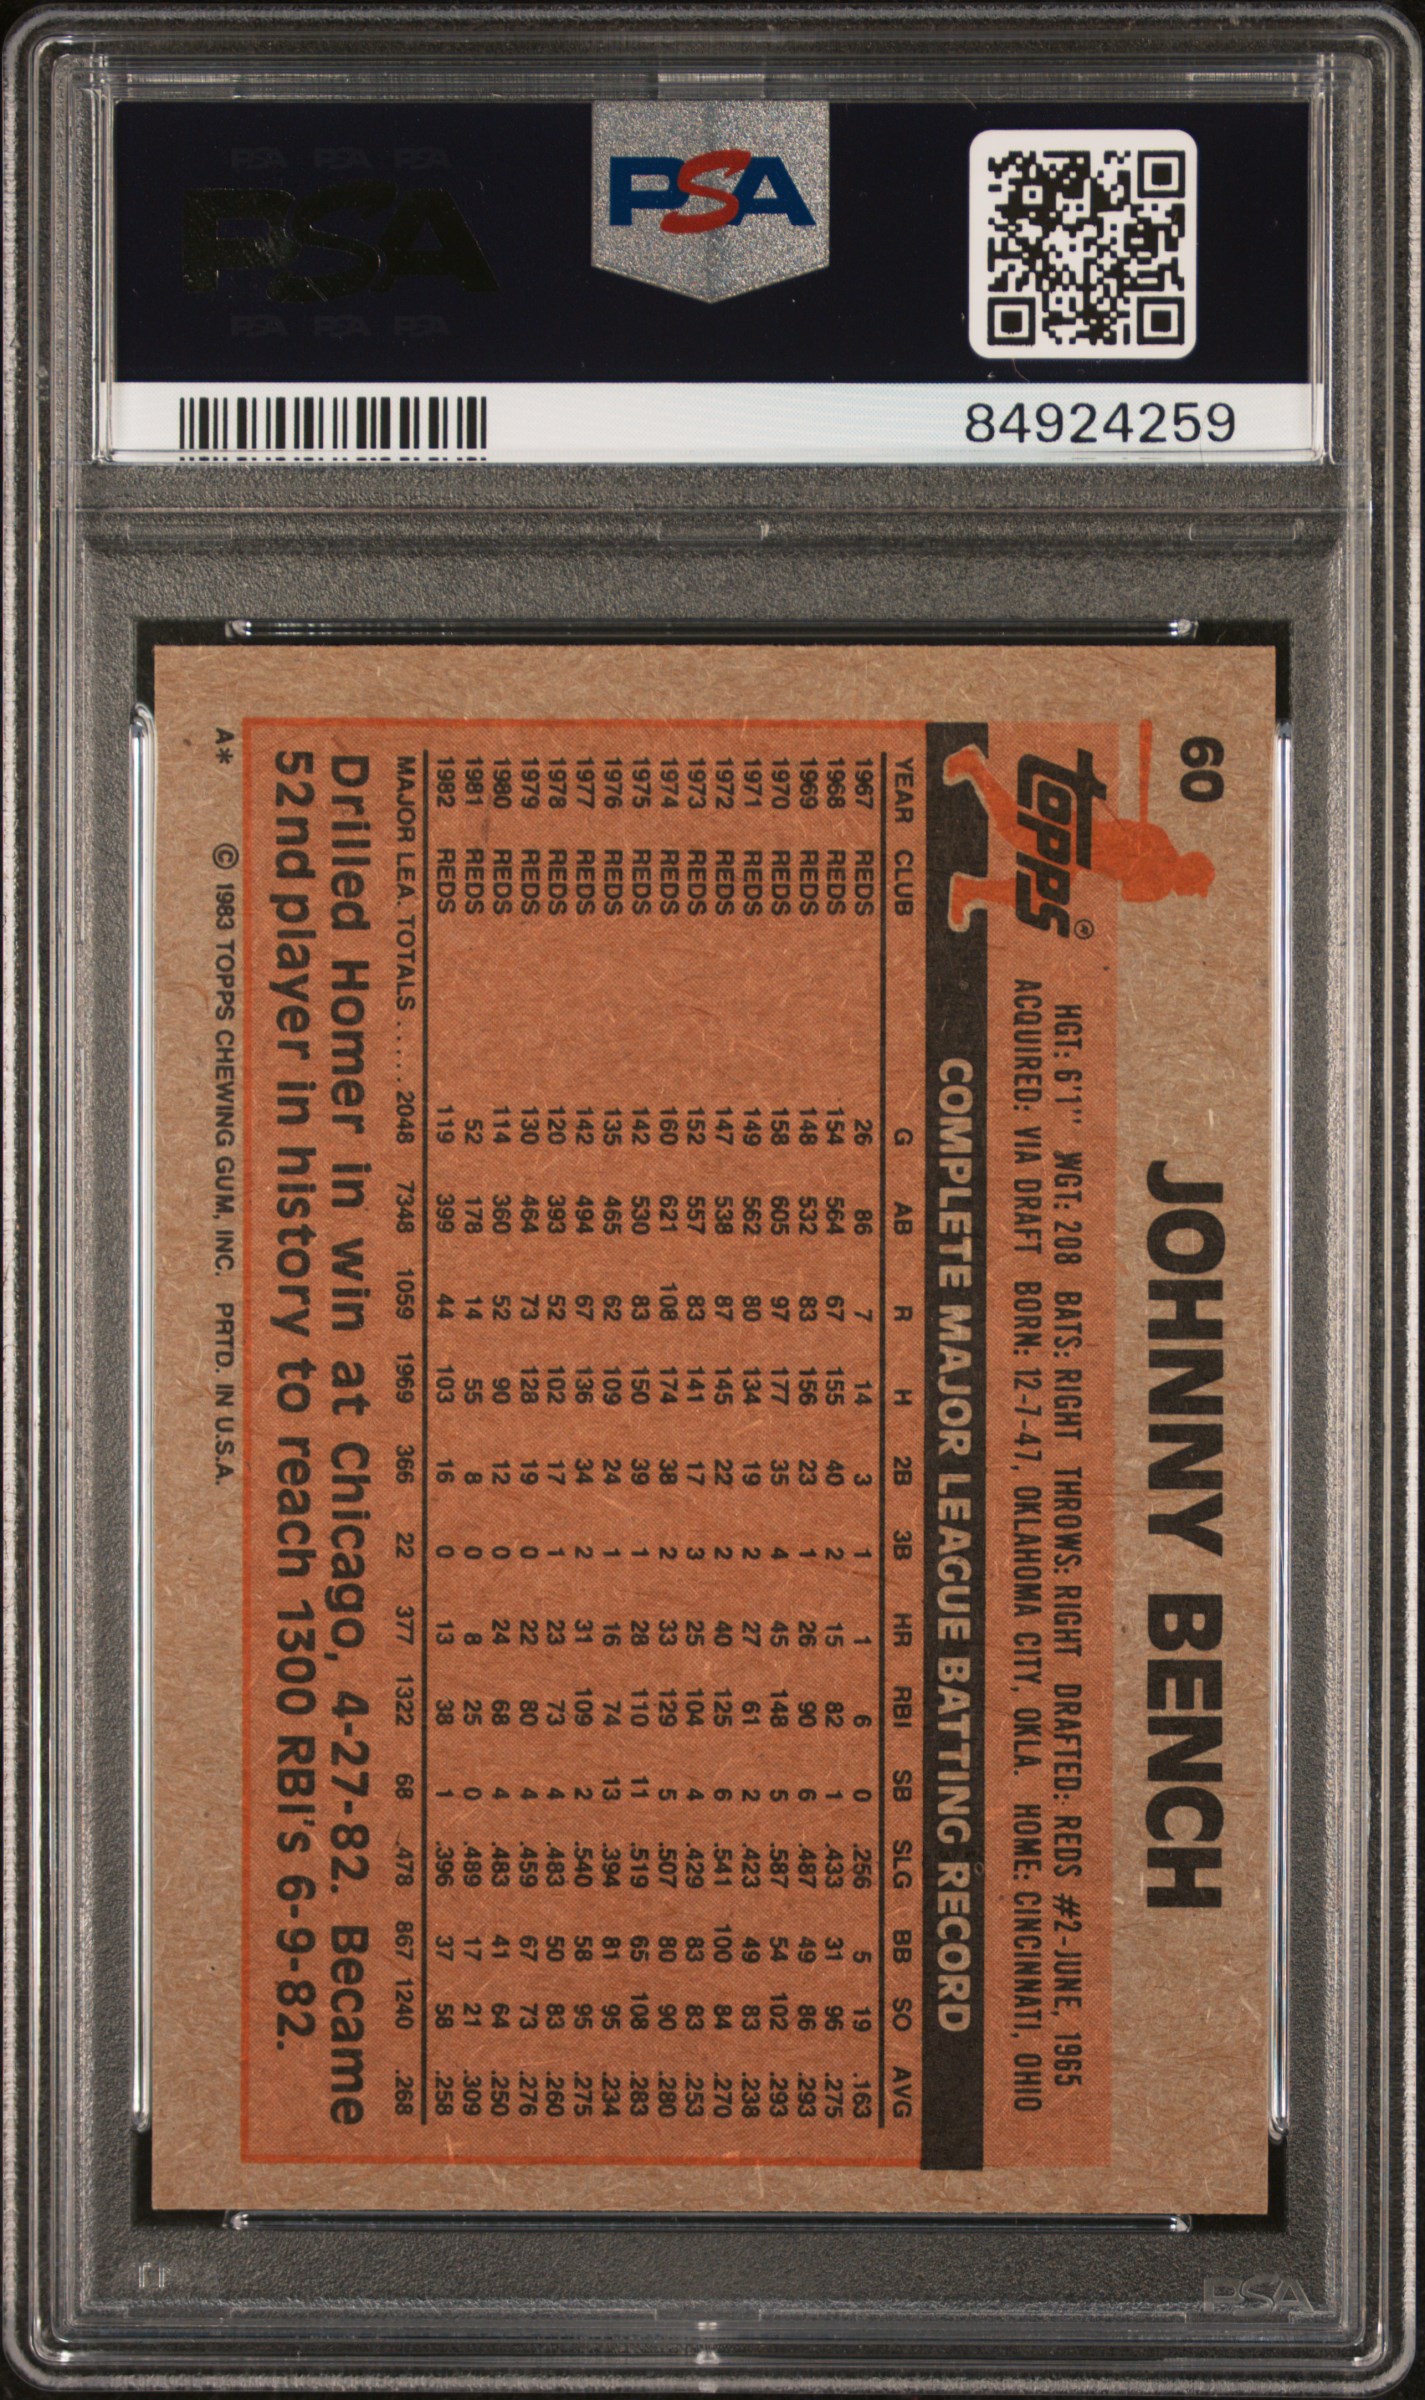 PSA PSA PSA
PSA
PSA PSA PSA
PSA
84924259
60
JOHNNY BENCH
topps®
HGT: 6'1" WGT: 208 BATS: RIGHT THROWS: RIGHT DRAFTED: REDS #2-JUNE, 1965
ACQUIRED: VIA DRAFT BORN: 12-7-47, OKLAHOMA CITY, OKLA. HOME: CINCINNATI, OHIO
COMPLETE MAJOR LEAGUE BATTING RECORD
YEAR CLUB G AB R H 2B 3B HR RBI SB SLG BB SO AVG
1967 REDS 26 86 7 14 3 1 1 6 0 .256 5 19 .163
1968 REDS 154 564 67 155 40 2 15 82 1 .433 31 96 .275
1969 REDS 148 532 83 156 23 1 26 90 6 .487 49 86 .293
1970 REDS 158 605 97 177 35 4 45 148 5 .587 54 102 .293
1971 REDS 149 562 80 134 19 2 27 61 2 .423 49 83 .238
1972 REDS 147 538 87 145 22 2 40 125 6 .541 100 84 .270
1973 REDS 152 557 83 141 17 3 25 104 4 .429 83 83 .253
1974 REDS 160 621 108 174 38 2 33 129 5 .507 80 90 .280
1975 REDS 142 530 83 150 39 1 28 110 11 .519 65 108 .283
1976 REDS 135 465 62 109 24 1 16 74 13 .394 81 95 .234
1977 REDS 142 494 67 136 34 2 31 109 2 .540 58 95 .275
1978 REDS 120 393 52 102 17 1 23 73 4 .483 50 83 .260
1979 REDS 130 464 73 128 19 0 22 80 4 .459 67 73 .276
1980 REDS 114 360 52 90 12 0 24 68 4 .483 41 64 .250
1981 REDS 52 178 14 55 8 0 8 25 0 .489 17 21 .309
1982 REDS 119 399 44 103 16 0 13 38 1 .396 37 58 .258
MAJOR LEA. TOTALS ..... 2048 7348 1059 1969 366 22 377 1322 68 .478 867 1240 .268
Drilled Homer in win at Chicago, 4-27-82. Became
52nd player in history to reach 1300 RBI's 6-9-82.
A* © 1983 TOPPS CHEWING GUM, INC. PRTD. IN U.S.A.
PSA